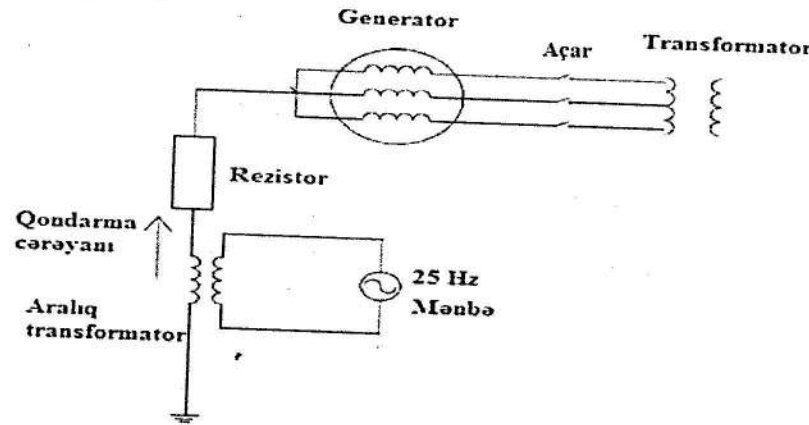 Generator
Açar
Transformator
Rezistor
Qondarma
cərəyanı
25 Hz
Mənbə
Aralıq
transformator